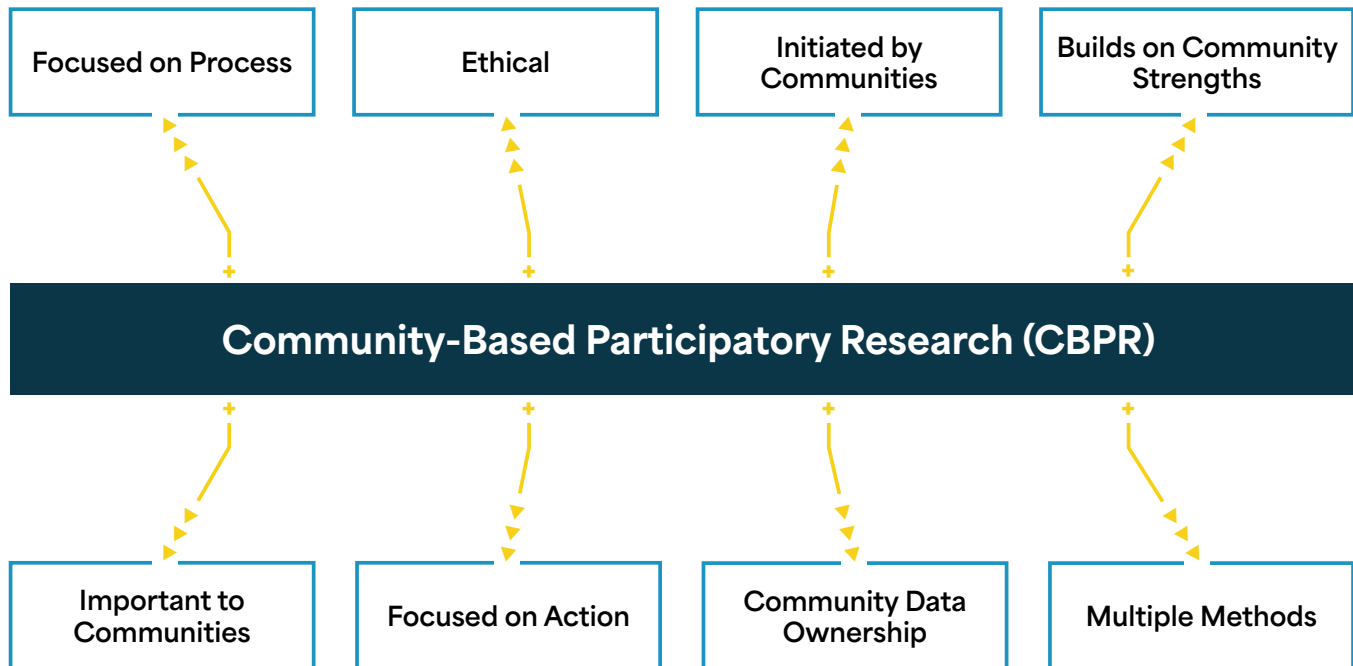 Focused on Process
Ethical
Initiated by
Communities
Builds on Community
Strengths
Community-Based Participatory Research (CBPR)
Important to
Communities
Focused on Action
Community Data
Ownership
Multiple Methods